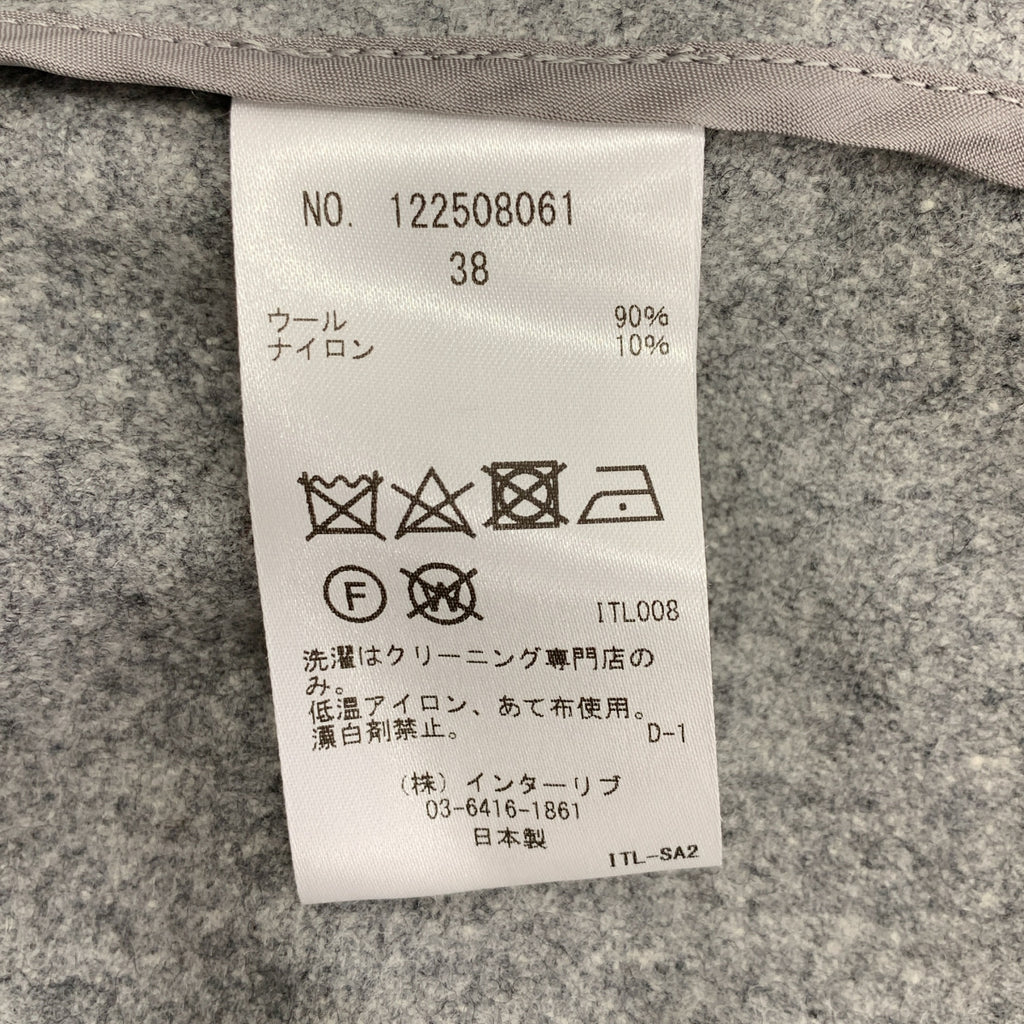 NO. 122508061
38
ウール 90%
ナイロン 10%
F W
ITL008
洗濯はクリーニング専門店の
み。
低温アイロン、あて布使用。
漂白剤禁止。 D-1
(株)インターリブ
03-6416-1861
日本製
ITL-SA2